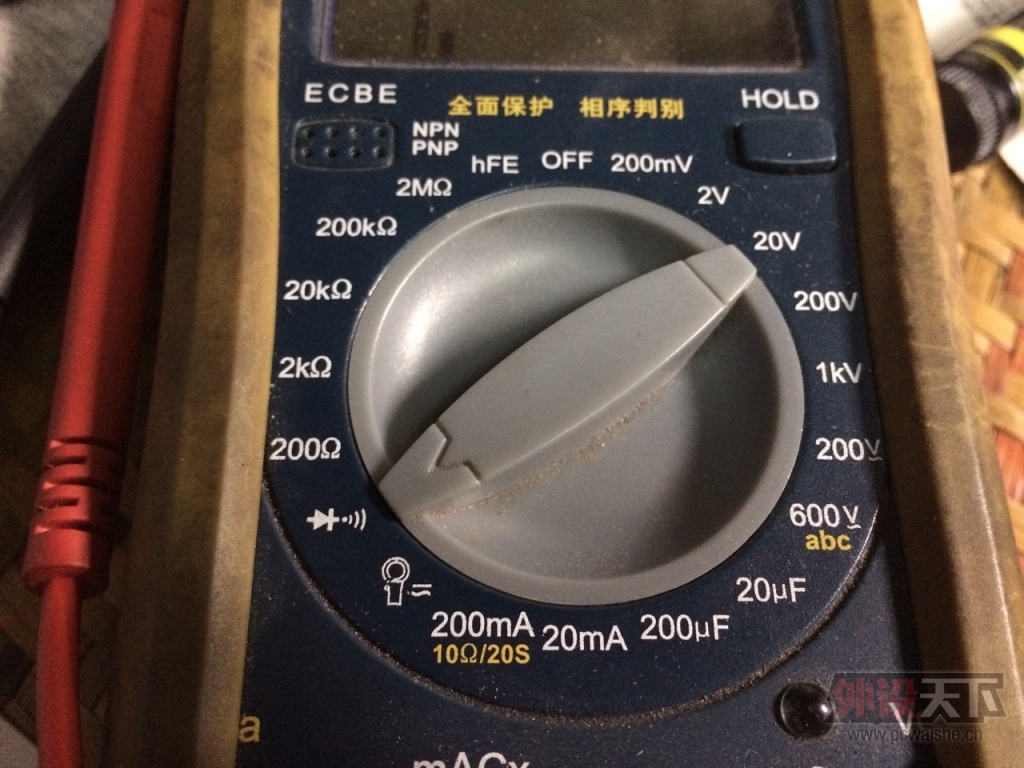 ECBE
全面保护 相序判别
HOLD
NPN
PNP
hFE
OFF
200mV
2MΩ
2V
200kΩ
20V
20kΩ
200V
2kΩ
1kV
200Ω
200V
600V
abc
20µF
200mA
10Ω/20S
20mA
200µF
a
外设天下
V
www.pcwaishe.cn